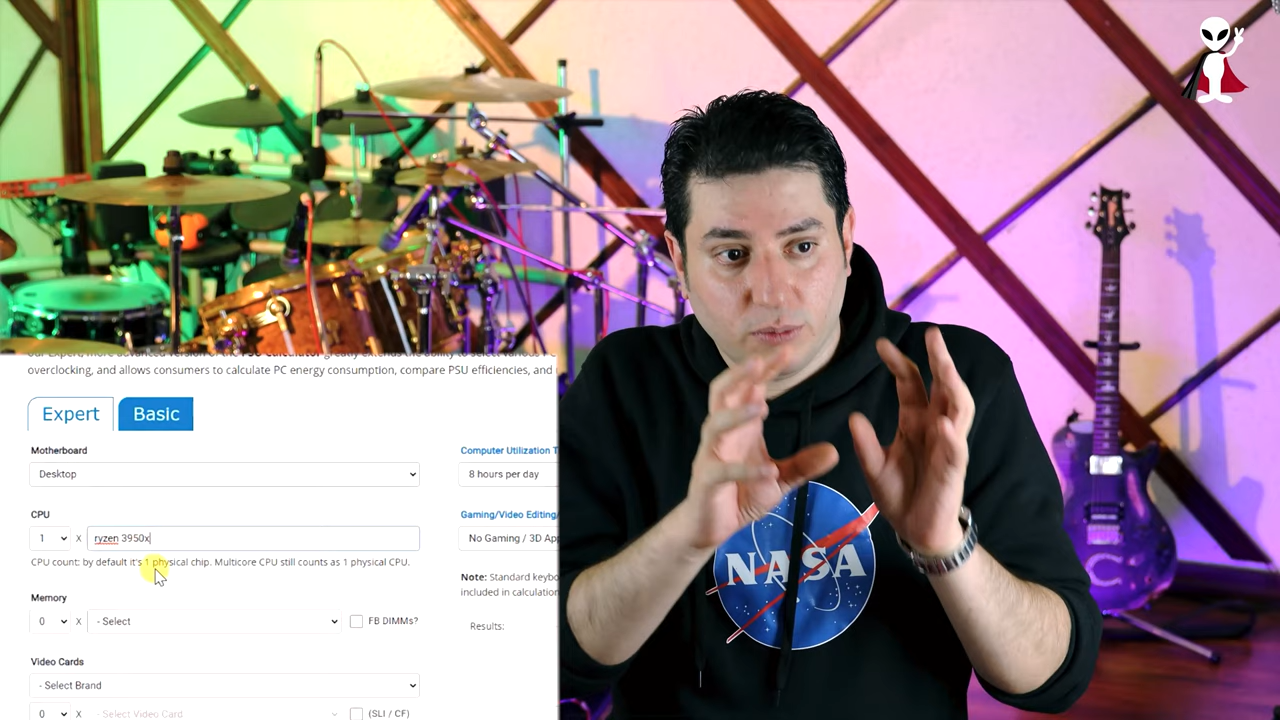 overclocking, and allows consumers to calculate PC energy consumption, compare PSU efficiencies, and
Expert
Basic
Motherboard
Desktop
Computer Utilization T
8 hours per day
CPU
1 X ryzen 3950x
CPU count: by default it's 1 physical chip. Multicore CPU still counts as 1 physical CPU.
Gaming/Video Editing/
No Gaming / 3D Ap
Note: Standard keybo
included in calculation
Memory
0 X - Select
FB DIMMs?
Results:
Video Cards
- Select Brand
0 X - Select Video Card
(SLI / CF)
NASA